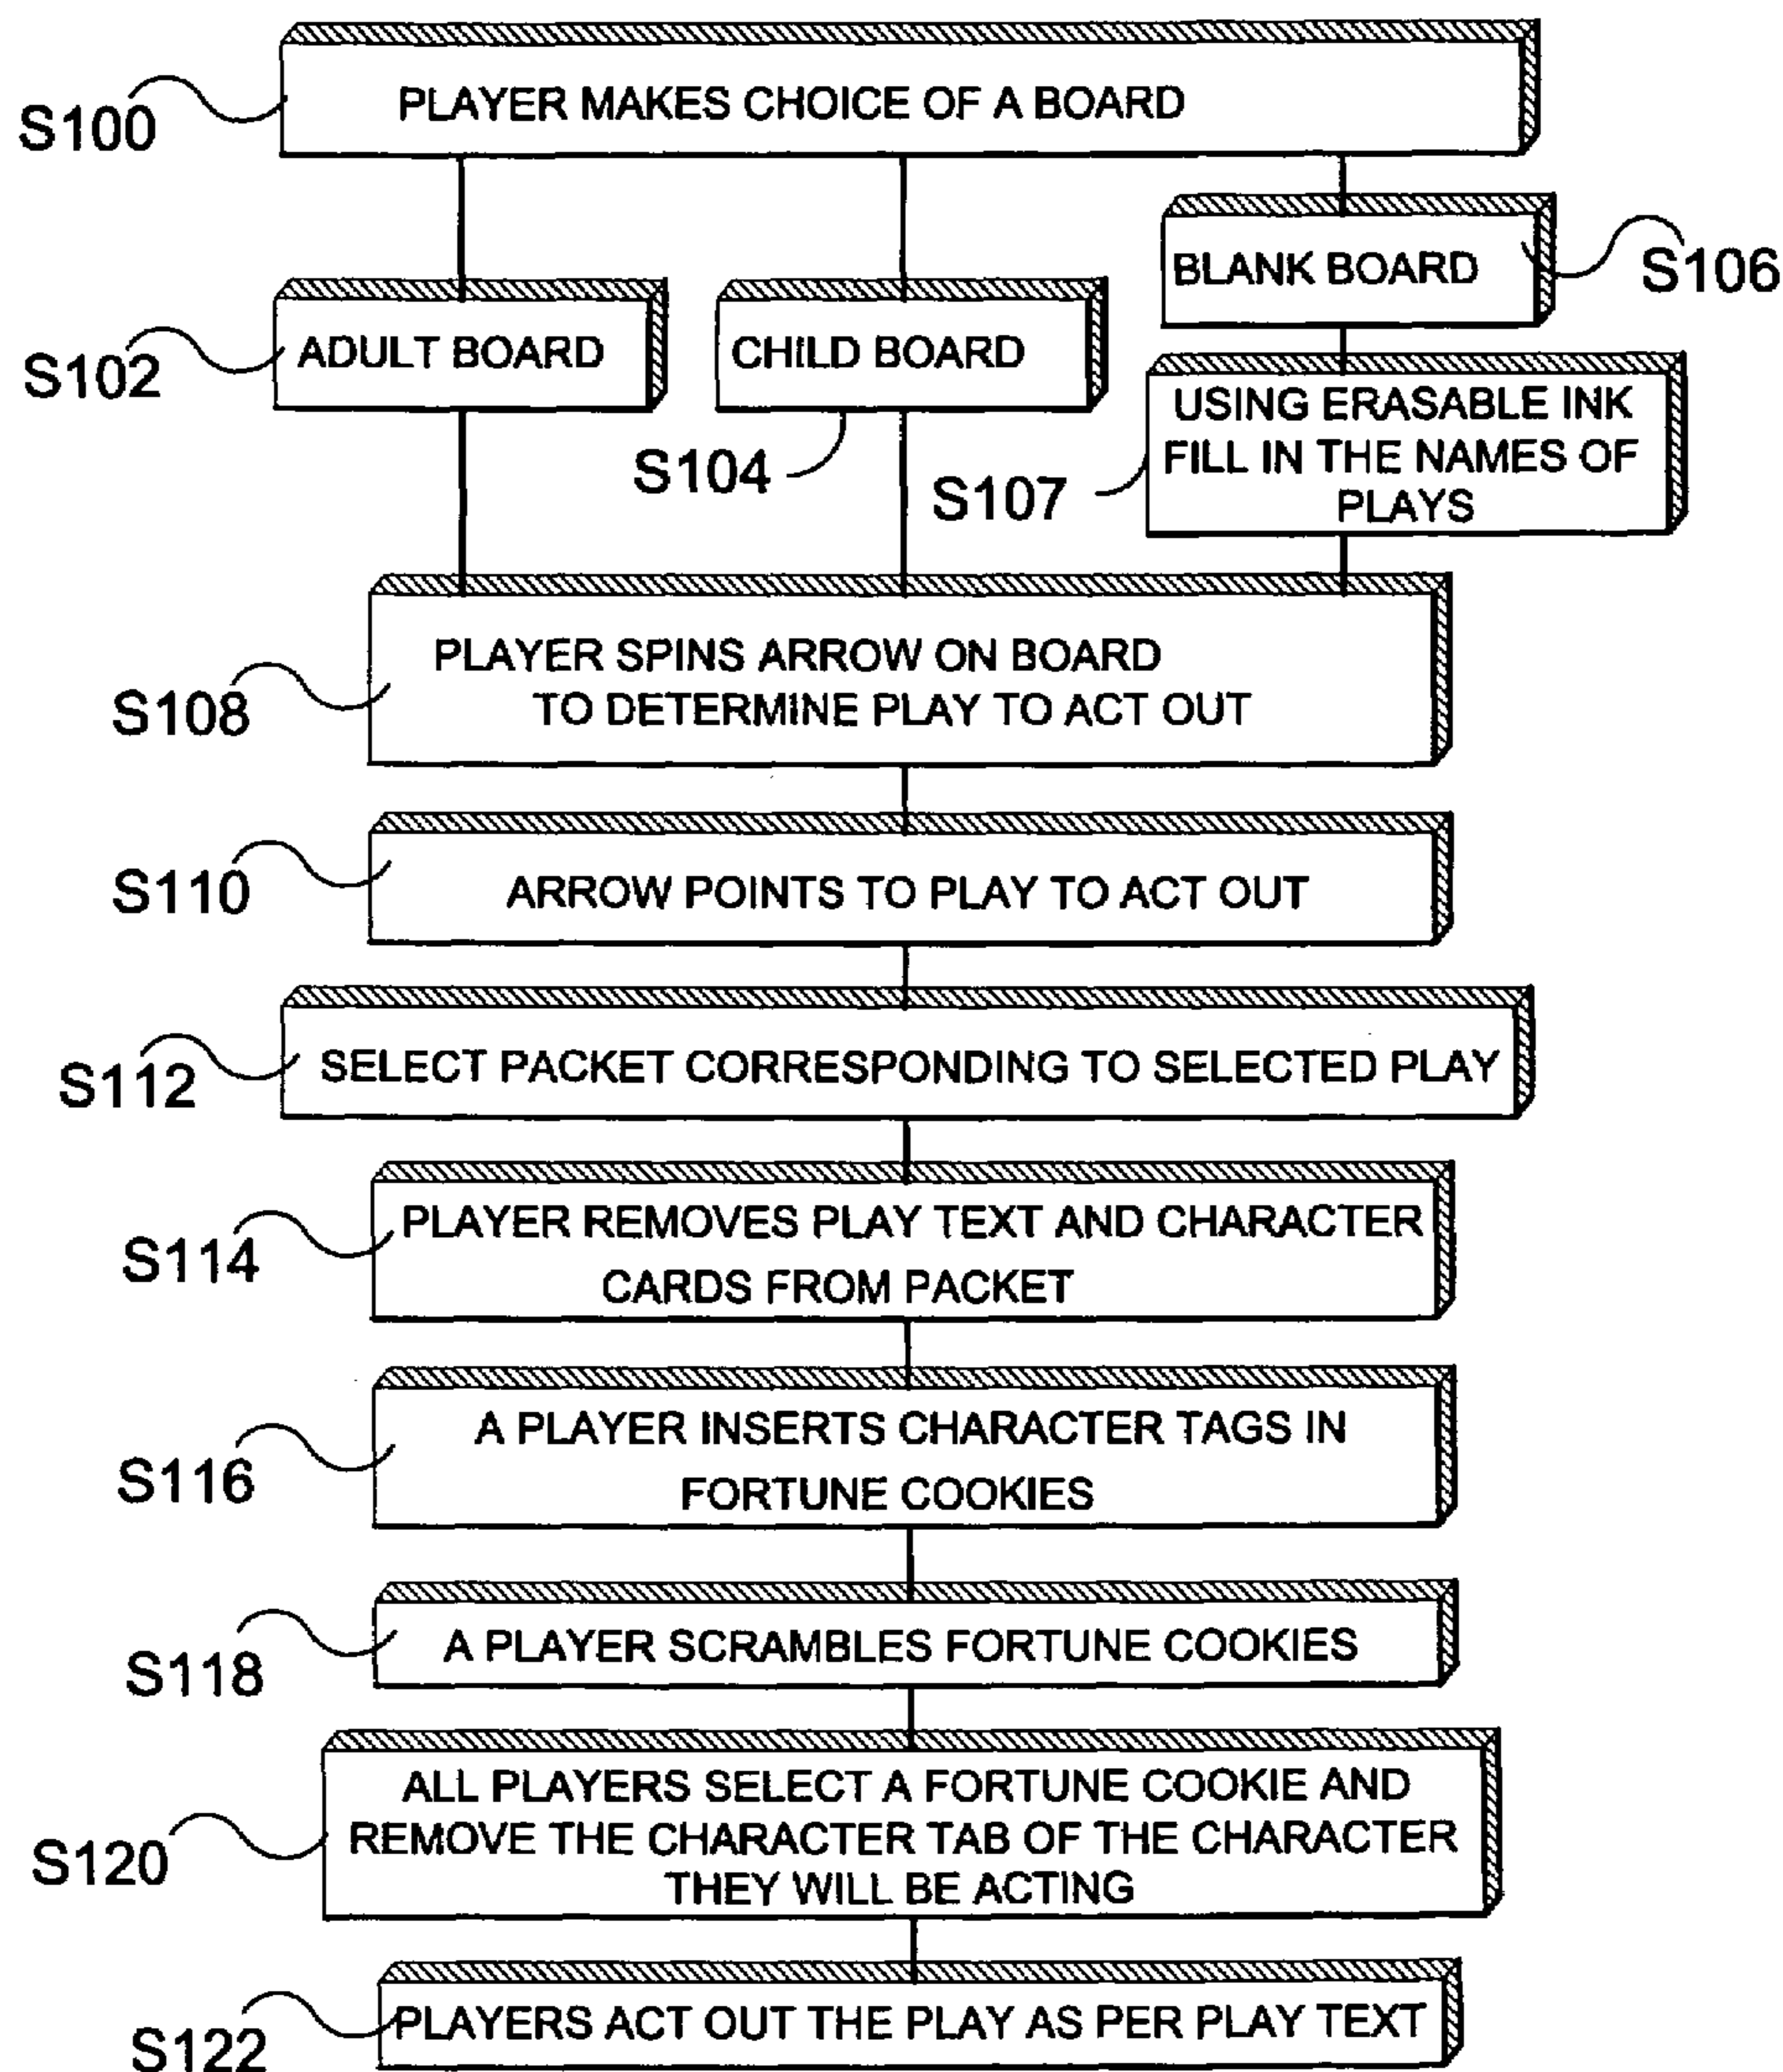 S100
PLAYER MAKES CHOICE OF A BOARD
BLANK BOARD
S106
S102
ADULT BOARD
CHILD BOARD
S104
S107
USING ERASABLE INK
FILL IN THE NAMES OF
PLAYS
S108
PLAYER SPINS ARROW ON BOARD
TO DETERMINE PLAY TO ACT OUT
S110
ARROW POINTS TO PLAY TO ACT OUT
S112
SELECT PACKET CORRESPONDING TO SELECTED PLAY
S114
PLAYER REMOVES PLAY TEXT AND CHARACTER
CARDS FROM PACKET
S116
A PLAYER INSERTS CHARACTER TAGS IN
FORTUNE COOKIES
S118
A PLAYER SCRAMBLES FORTUNE COOKIES
S120
ALL PLAYERS SELECT A FORTUNE COOKIE AND
REMOVE THE CHARACTER TAB OF THE CHARACTER
THEY WILL BE ACTING
S122
PLAYERS ACT OUT THE PLAY AS PER PLAY TEXT